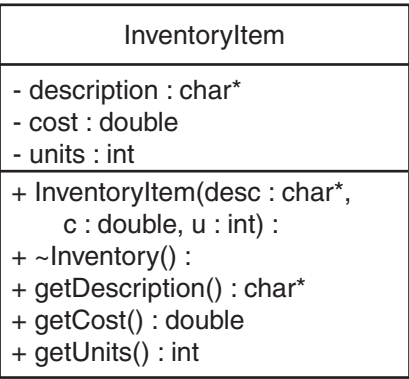 InventoryItem
- description : char*
- cost : double
- units : int
+ InventoryItem(desc : char*,
c : double, u : int) :
+ ~Inventory() :
+ getDescription() : char*
+ getCost() : double
+ getUnits() : int